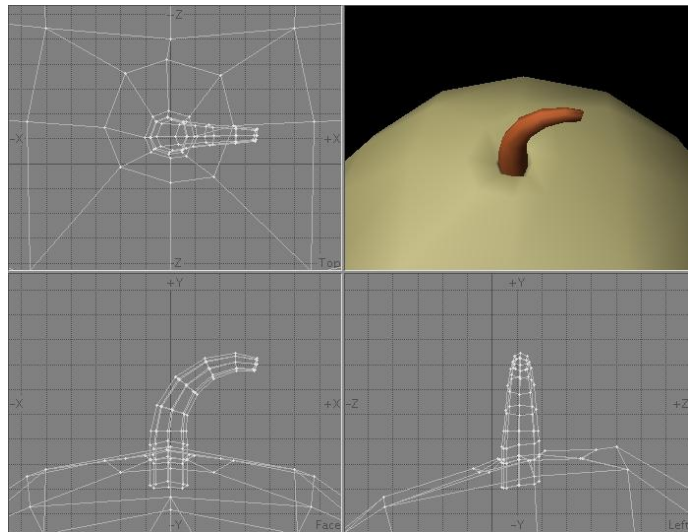 -Z
-X +X
-Z Top
+Y +Y
-X +X -Z +Z
-Y Face -Y Left